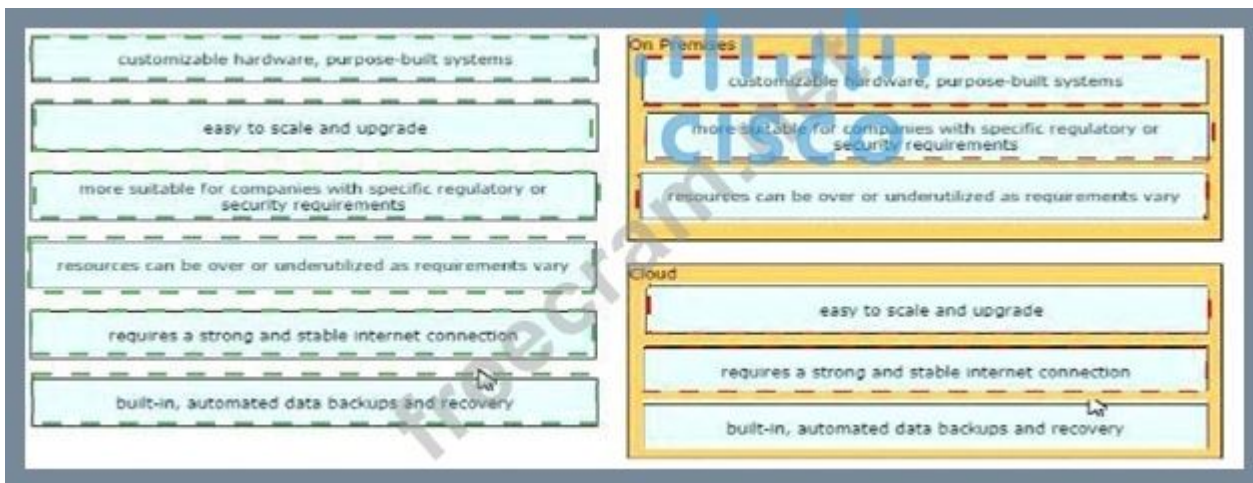 customizable hardware, purpose-built systems
easy to scale and upgrade
more suitable for companies with specific regulatory or
security requirements
resources can be over or underutilized as requirements vary
requires a strong and stable internet connection
built-in, automated data backups and recovery
On Premises
customizable hardware, purpose-built systems
more suitable for companies with specific regulatory or
security requirements
resources can be over or underutilized as requirements vary
Cloud
easy to scale and upgrade
requires a strong and stable internet connection
built-in, automated data backups and recovery
CISCO
freecram.net